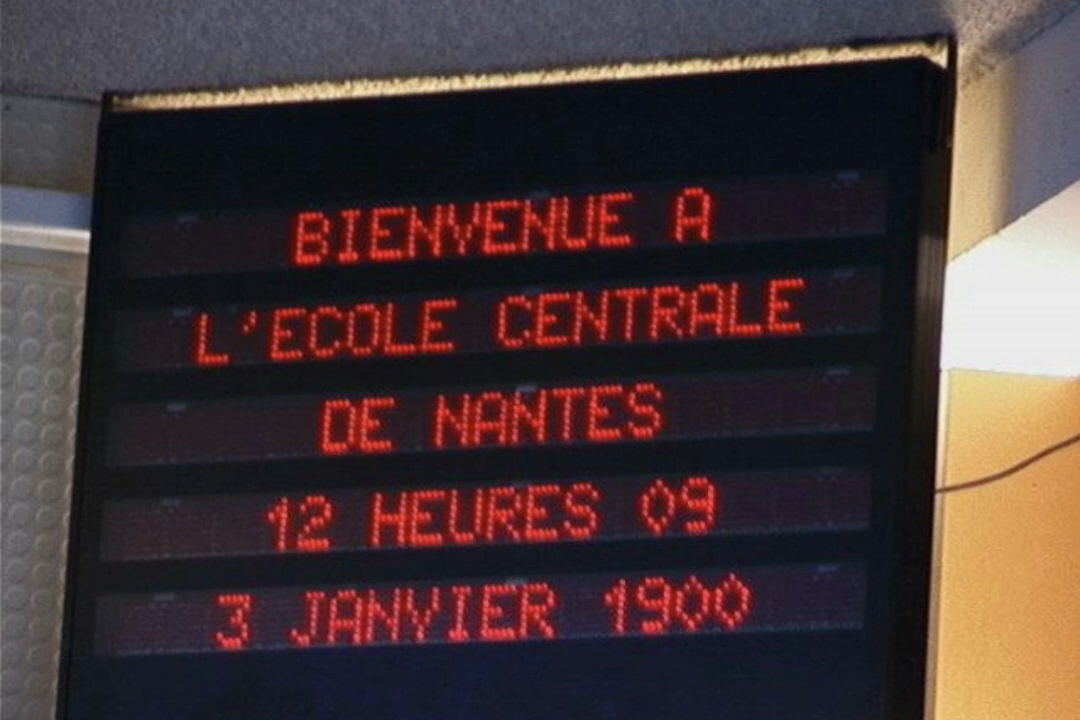 BIENVENUE A
L'ECOLE CENTRALE
DE NANTES
12 HEURES 09
3 JANVIER 1900